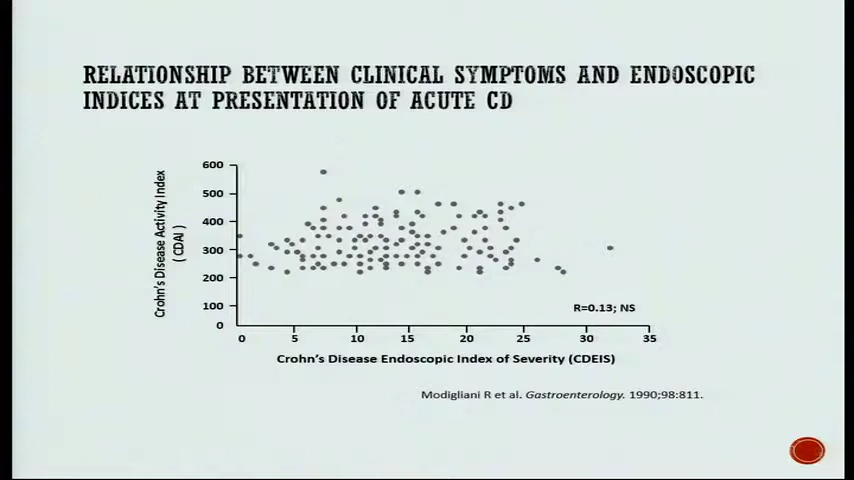 RELATIONSHIP BETWEEN CLINICAL SYMPTOMS AND ENDOSCOPIC
INDICES AT PRESENTATION OF ACUTE CD
Crohn's Disease Activity Index
( CDAI )
600
500
400
300
200
100
0
R=0.13; NS
0 5 10 15 20 25 30 35
Crohn's Disease Endoscopic Index of Severity (CDEIS)
Modigliani R et al. Gastroenterology. 1990;98:811.